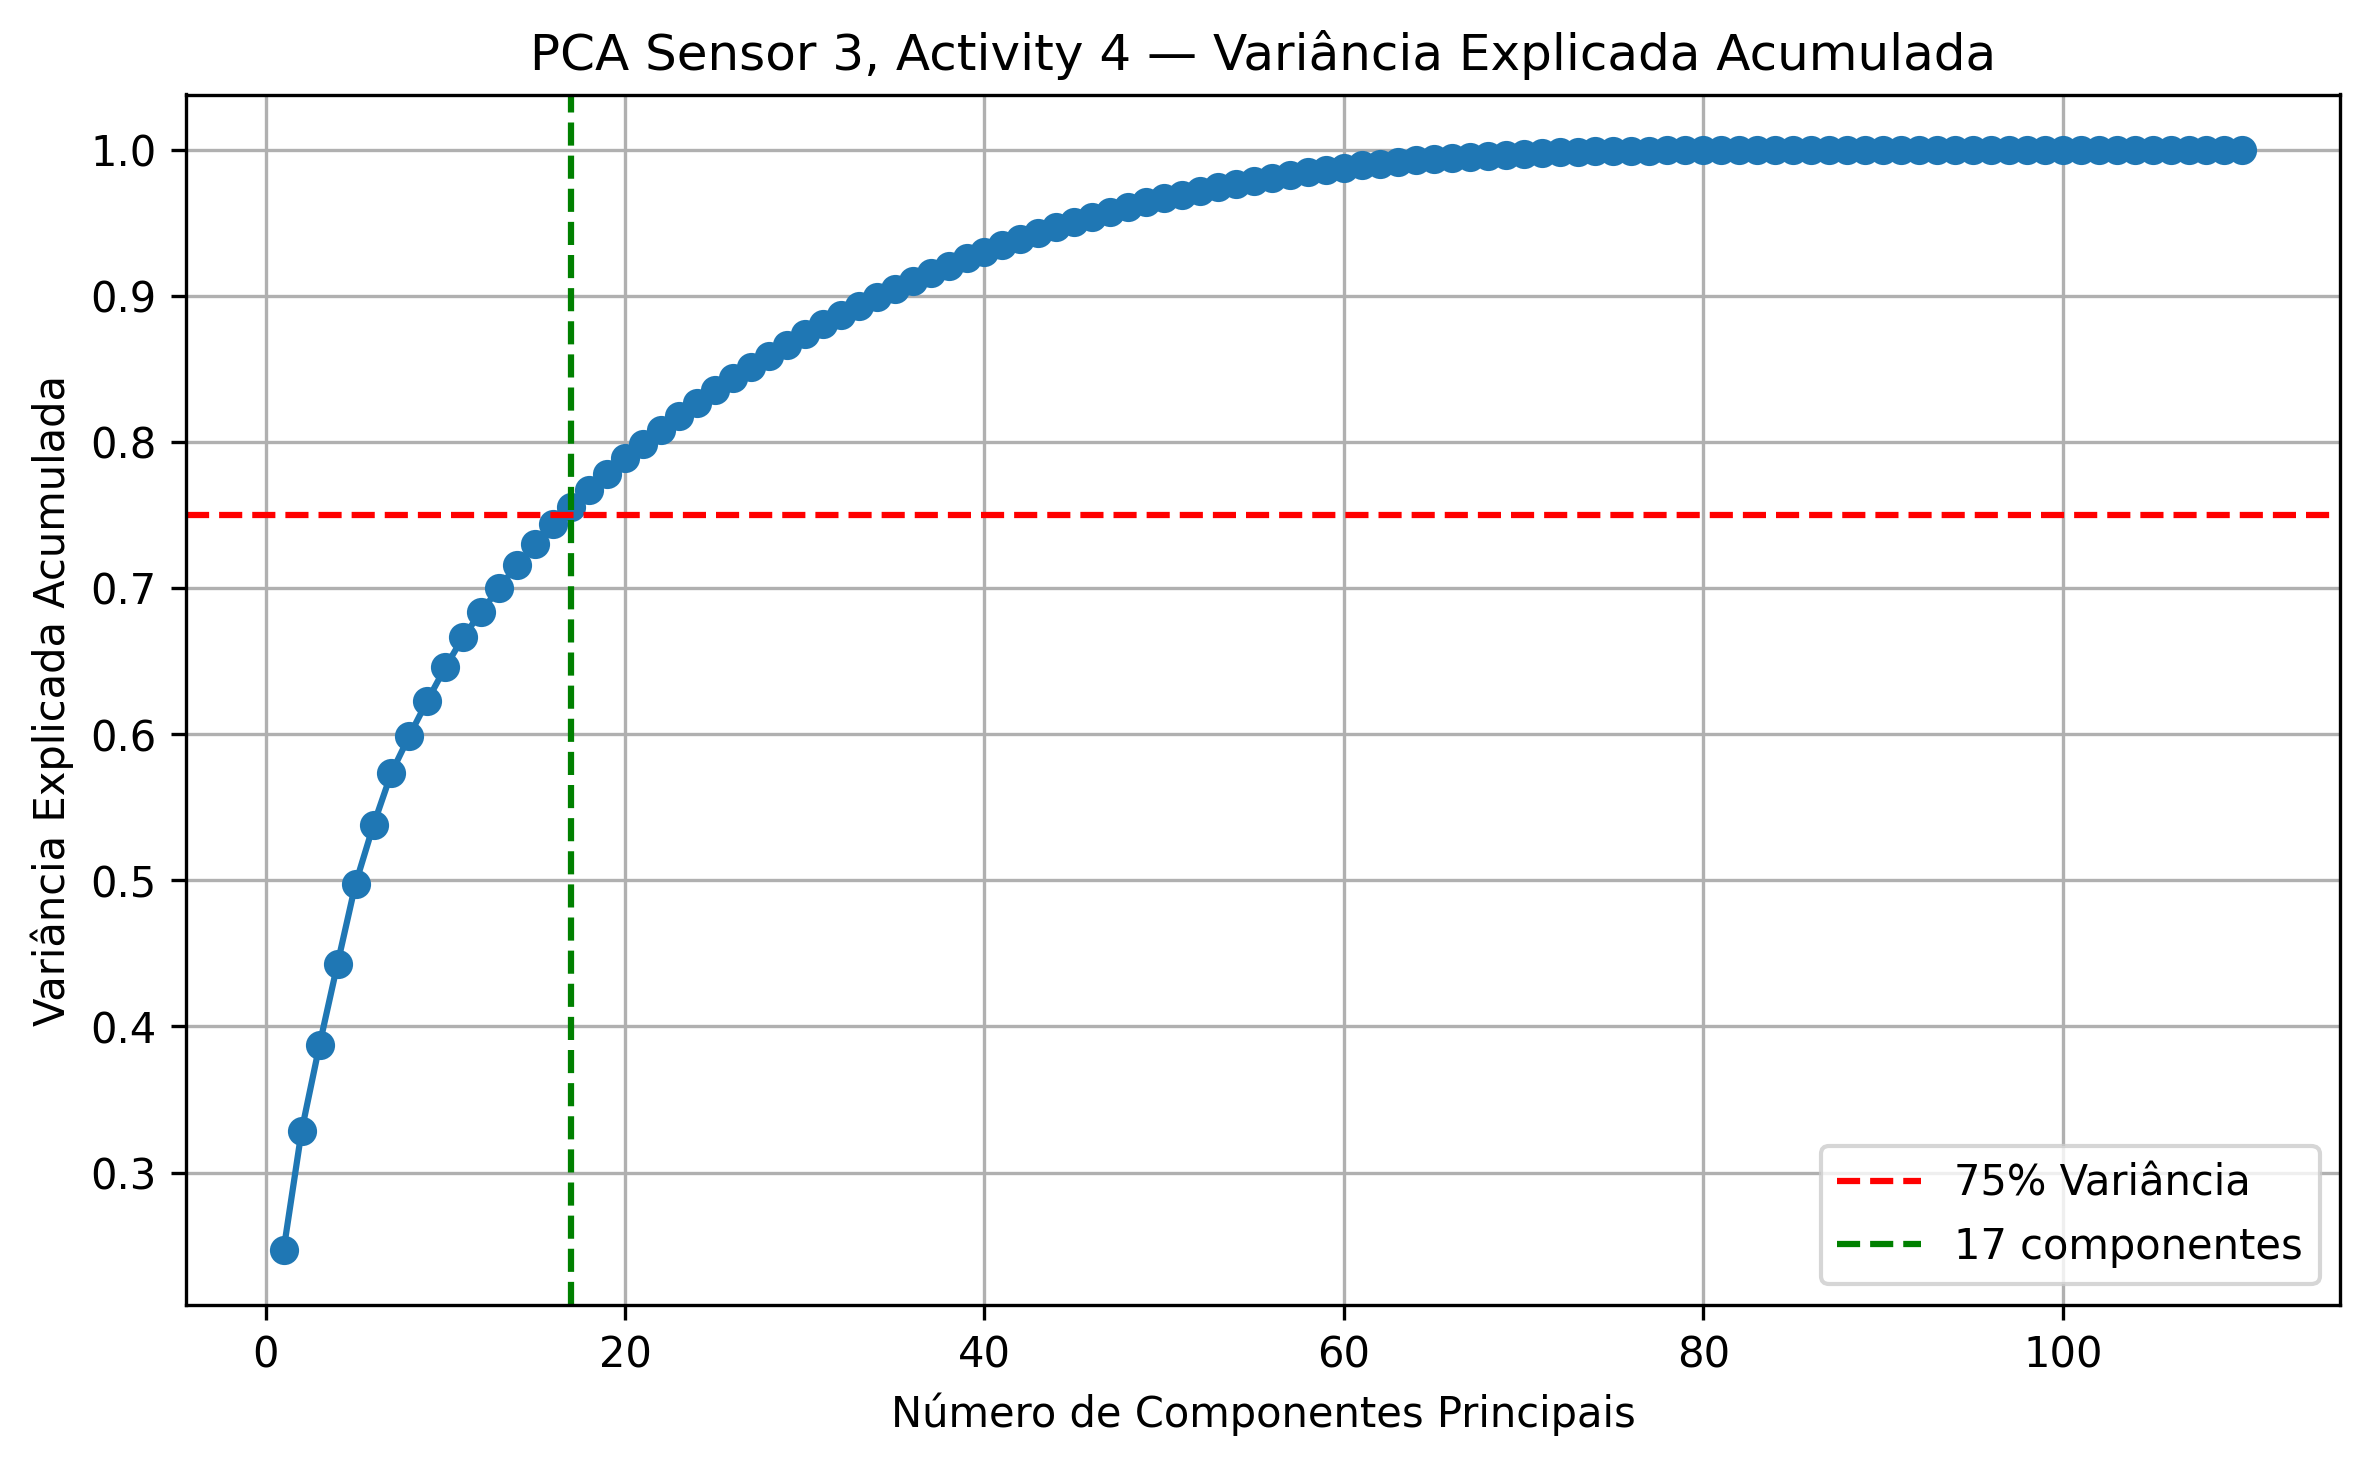 PCA Sensor 3, Activity 4 — Variância Explicada Acumulada
Variância Explicada Acumulada
1.0
0.9
0.8
0.7
0.6
0.5
0.4
0.3
75% Variância
17 componentes
0 20 40 60 80 100
Número de Componentes Principais